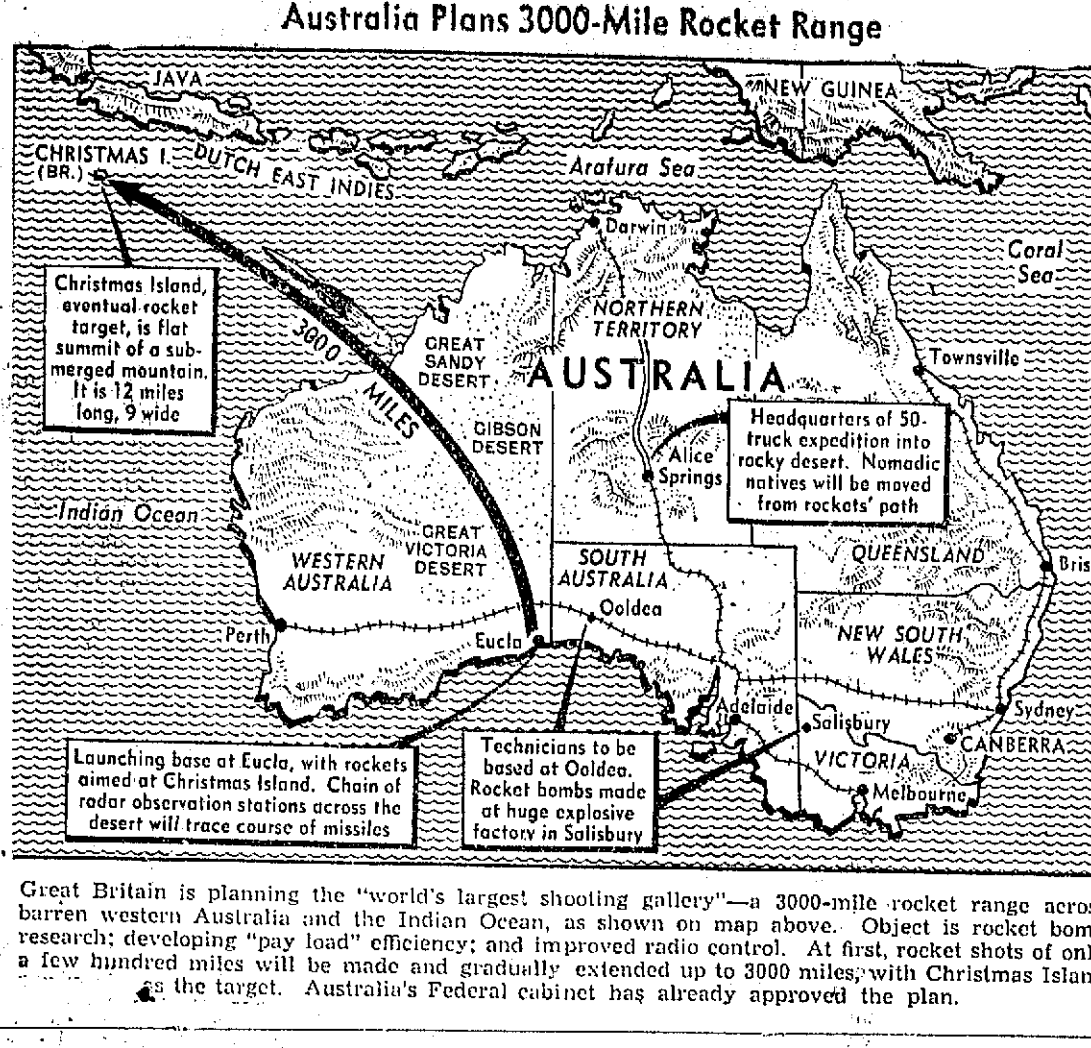 Australia Plans 3000-Mile Rocket Range
JAVA
NEW GUINEA
CHRISTMAS I.
(BR.)
DUTCH EAST INDIES
Arafura Sea
Darwin
Coral
Sea
Christmas Island,
eventual rocket
target, is flat
summit of a sub-
merged mountain.
It is 12 miles
long, 9 wide
3000
MILES
NORTHERN
TERRITORY
GREAT
SANDY
DESERT
AUSTRALIA
Townsville
GIBSON
DESERT
Alice
Springs
Headquarters of 50-
truck expedition into
rocky desert. Nomadic
natives will be moved
from rockets' path
Indian Ocean
GREAT
VICTORIA
DESERT
WESTERN
AUSTRALIA
SOUTH
AUSTRALIA
QUEENSLAND
Bris
Ooldea
Perth
Eucla
NEW SOUTH
WALES
Adelaide
Salisbury
Sydney
CANBERRA
VICTORIA
Melbourne
Launching base at Eucla, with rockets
aimed at Christmas Island. Chain of
radar observation stations across the
desert will trace course of missiles
Technicians to be
based at Ooldea.
Rocket bombs made
at huge explosive
factory in Salisbury
Great Britain is planning the "world's largest shooting gallery"—a 3000-mile rocket range acros
barren western Australia and the Indian Ocean, as shown on map above. Object is rocket bom
research; developing "pay load" efficiency; and improved radio control. At first, rocket shots of onl
a few hundred miles will be made and gradually extended up to 3000 miles, with Christmas Islan
as the target. Australia's Federal cabinet has already approved the plan.